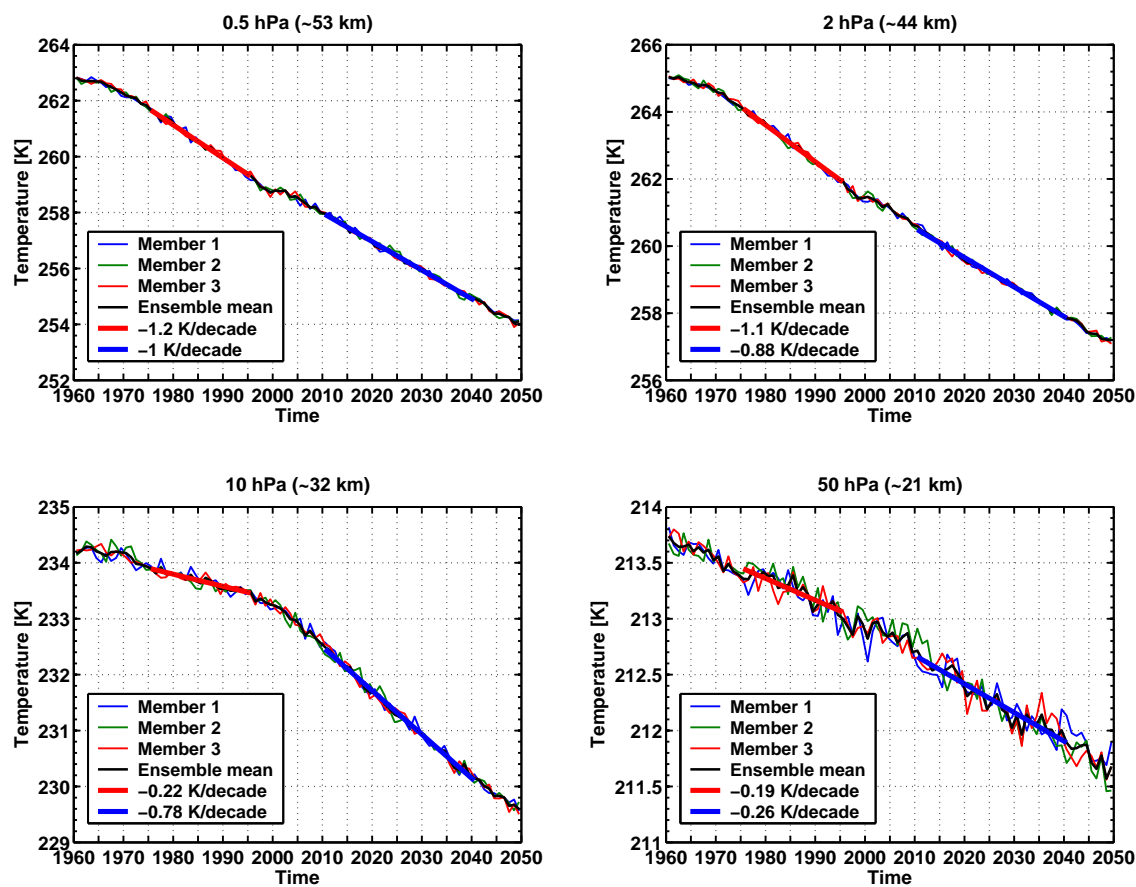 0.5 hPa (~53 km)
264
262
260
258
256
254
252
Temperature [K]
Member 1
Member 2
Member 3
Ensemble mean
−1.2 K/decade
−1 K/decade
1960 1970 1980 1990 2000 2010 2020 2030 2040 2050
Time
2 hPa (~44 km)
266
264
262
260
258
256
Temperature [K]
Member 1
Member 2
Member 3
Ensemble mean
−1.1 K/decade
−0.88 K/decade
1960 1970 1980 1990 2000 2010 2020 2030 2040 2050
Time
10 hPa (~32 km)
235
234
233
232
231
230
229
Temperature [K]
Member 1
Member 2
Member 3
Ensemble mean
−0.22 K/decade
−0.78 K/decade
1960 1970 1980 1990 2000 2010 2020 2030 2040 2050
Time
50 hPa (~21 km)
214
213.5
213
212.5
212
211.5
211
Temperature [K]
Member 1
Member 2
Member 3
Ensemble mean
−0.19 K/decade
−0.26 K/decade
1960 1970 1980 1990 2000 2010 2020 2030 2040 2050
Time